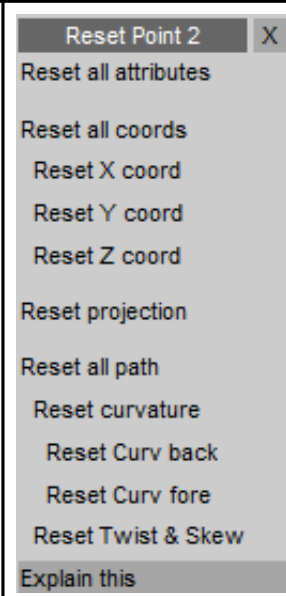 Reset Point 2 X
Reset all attributes
Reset all coords
Reset X coord
Reset Y coord
Reset Z coord
Reset projection
Reset all path
Reset curvature
Reset Curv back
Reset Curv fore
Reset Twist & Skew
Explain this